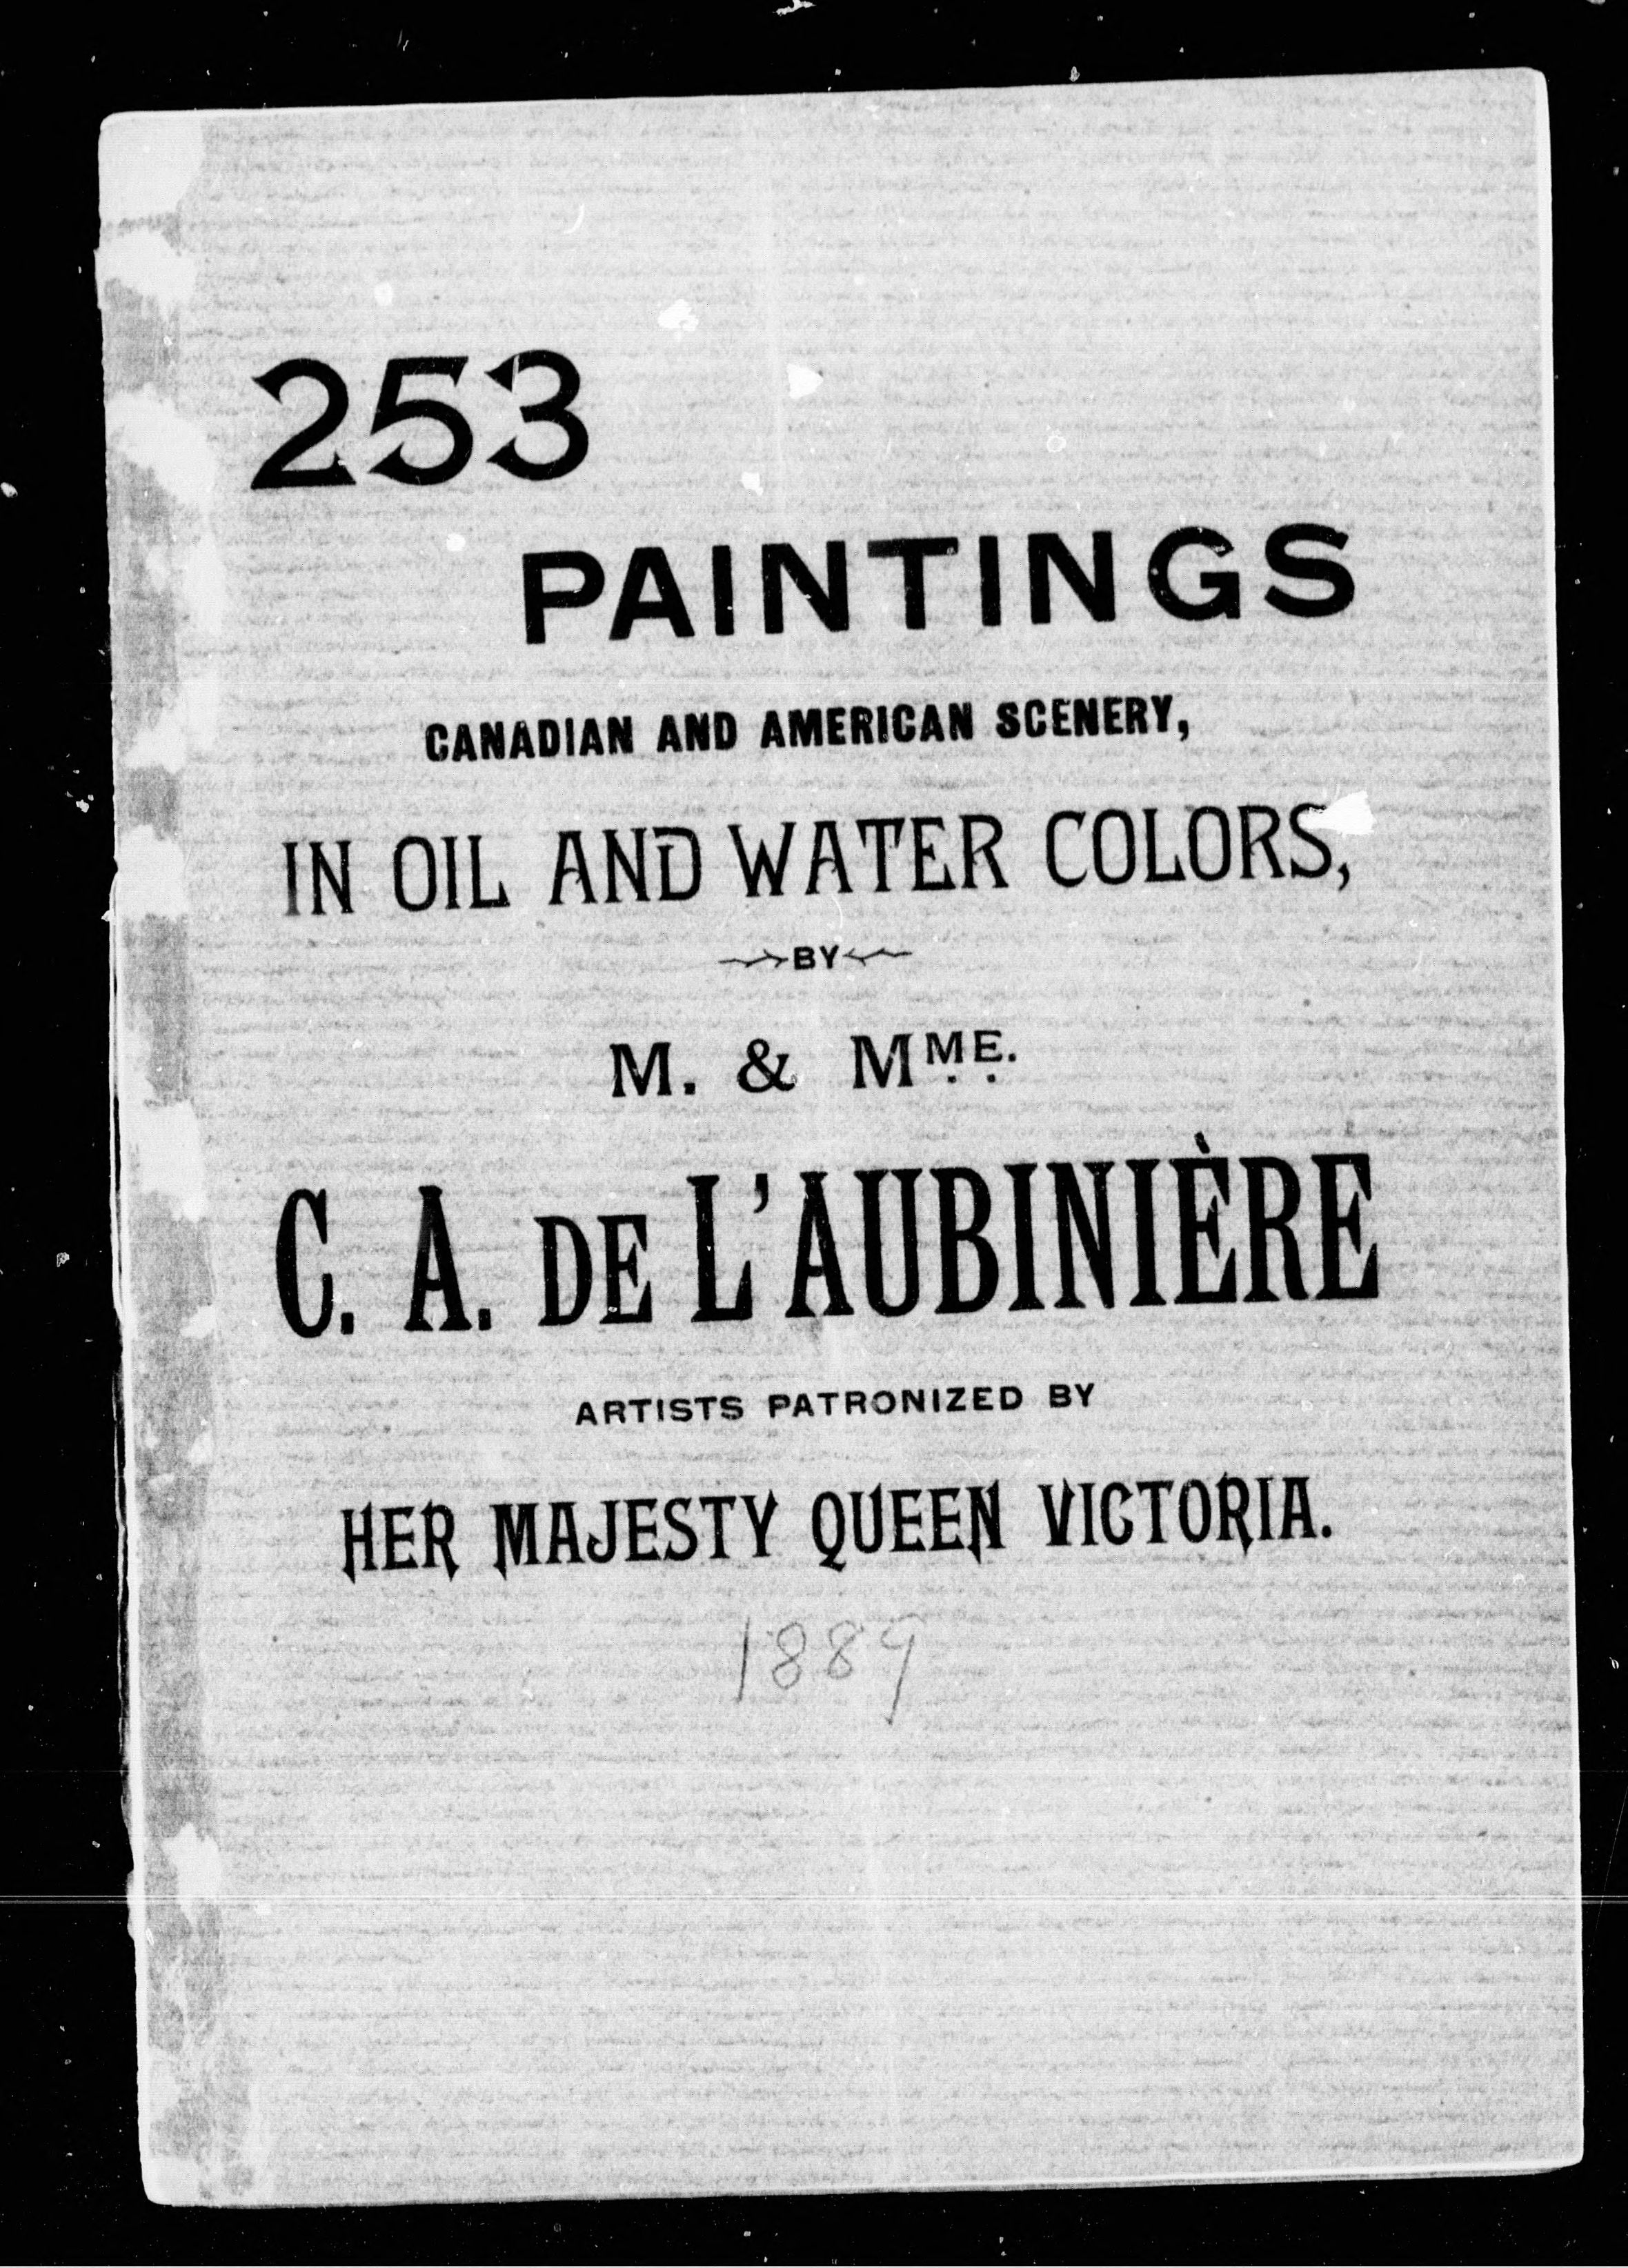 253
PAINTINGS
CANADIAN AND AMERICAN SCENERY,
IN OIL AND WATER COLORS,
BY
M. & MME.
C. A. DE L'AUBINIÈRE
ARTISTS PATRONIZED BY
HER MAJESTY QUEEN VICTORIA.
1889